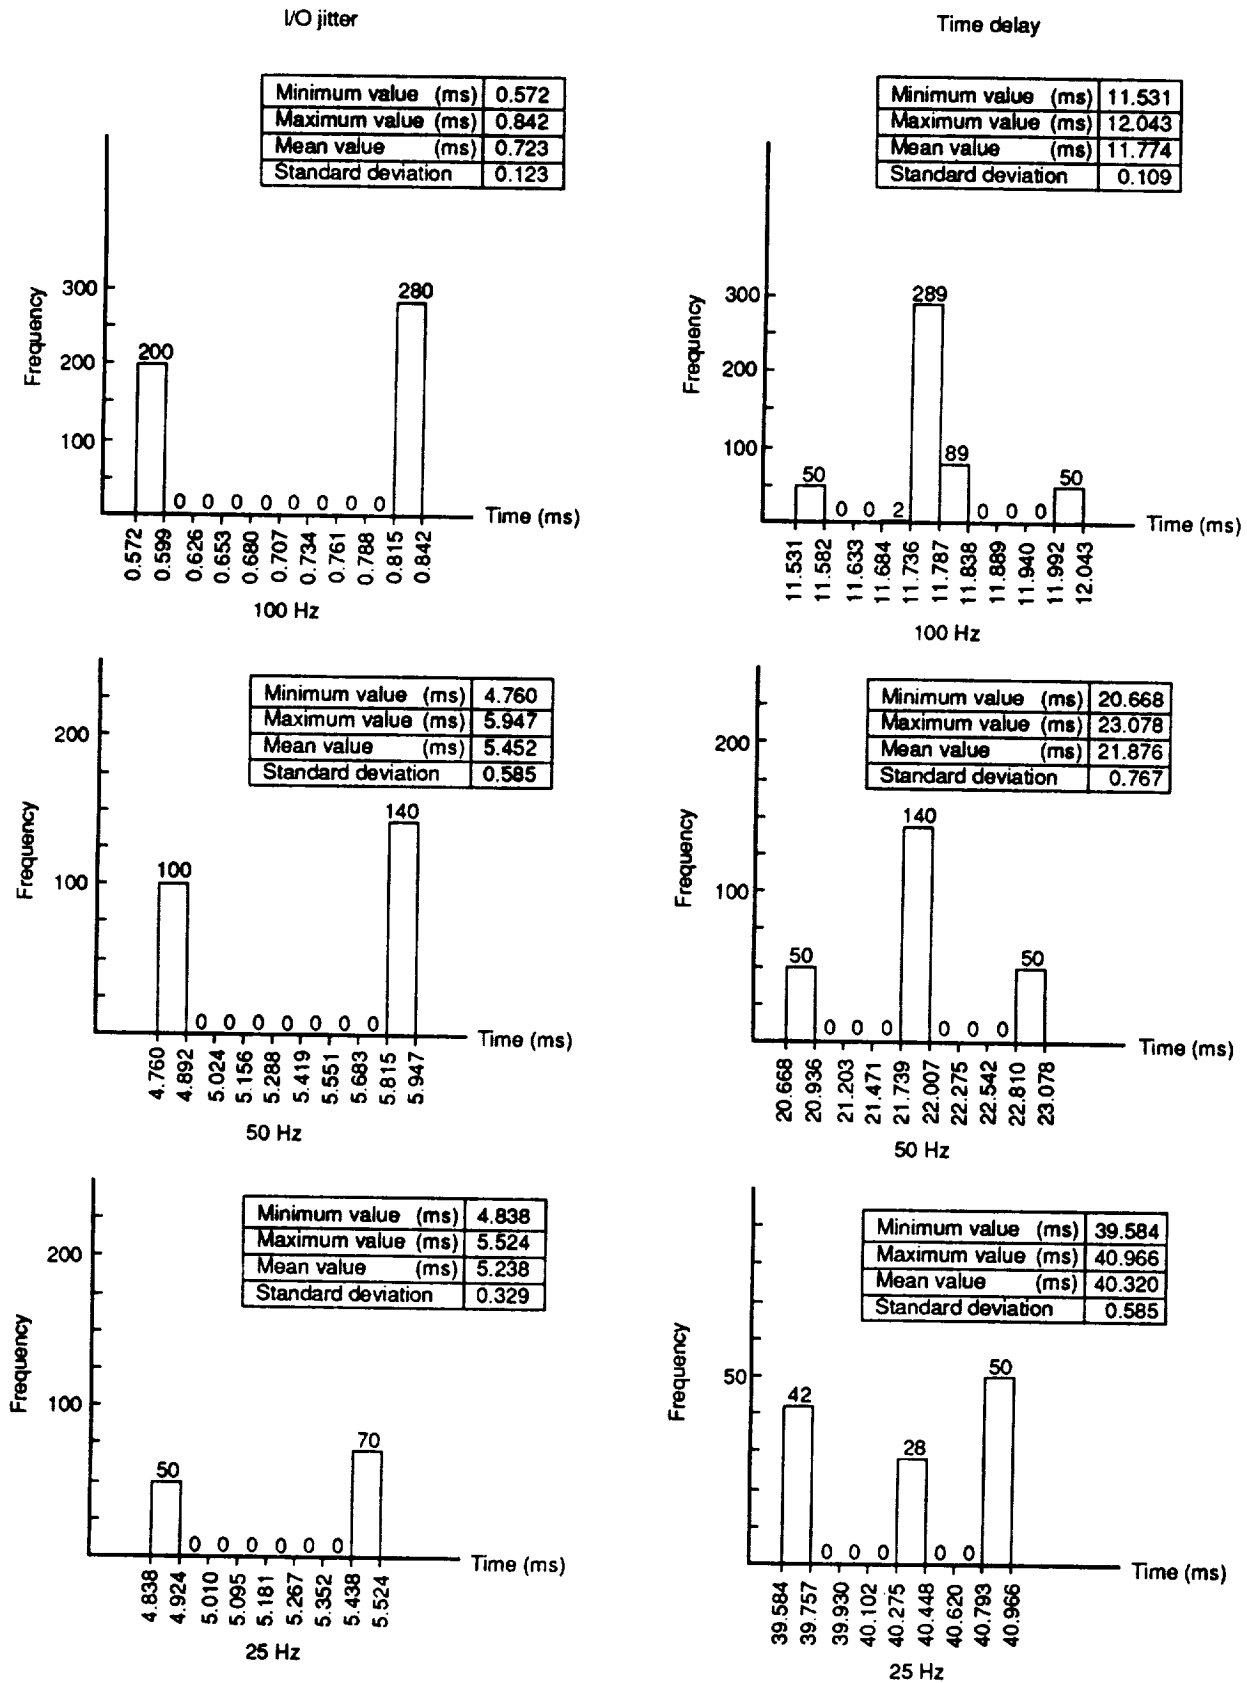 I/O jitter
Time delay
Minimum value (ms) 0.572
Maximum value (ms) 0.842
Mean value (ms) 0.723
Standard deviation 0.123
Frequency
300
200
100
200 0 0 0 0 0 0 0 0 280
Time (ms)
0.572 0.599 0.626 0.653 0.680 0.707 0.734 0.761 0.788 0.815 0.842
100 Hz
Minimum value (ms) 11.531
Maximum value (ms) 12.043
Mean value (ms) 11.774
Standard deviation 0.109
Frequency
300
200
100
50 0 0 2 289 89 0 0 0 50
Time (ms)
11.531 11.582 11.633 11.684 11.736 11.787 11.838 11.889 11.940 11.992 12.043
100 Hz
Minimum value (ms) 4.760
Maximum value (ms) 5.947
Mean value (ms) 5.452
Standard deviation 0.585
Frequency
200
100
100 0 0 0 0 0 0 0 140
Time (ms)
4.760 4.892 5.024 5.156 5.288 5.419 5.551 5.683 5.815 5.947
50 Hz
Minimum value (ms) 20.668
Maximum value (ms) 23.078
Mean value (ms) 21.876
Standard deviation 0.767
Frequency
200
100
50 0 0 0 140 0 0 0 50
Time (ms)
20.668 20.936 21.203 21.471 21.739 22.007 22.275 22.542 22.810 23.078
50 Hz
Minimum value (ms) 4.838
Maximum value (ms) 5.524
Mean value (ms) 5.238
Standard deviation 0.329
Frequency
200
100
50 0 0 0 0 0 0 70
Time (ms)
4.838 4.924 5.010 5.095 5.181 5.267 5.352 5.438 5.524
25 Hz
Minimum value (ms) 39.584
Maximum value (ms) 40.966
Mean value (ms) 40.320
Standard deviation 0.585
Frequency
50
42 0 0 0 28 0 0 50
Time (ms)
39.584 39.757 39.930 40.102 40.275 40.448 40.620 40.793 40.966
25 Hz